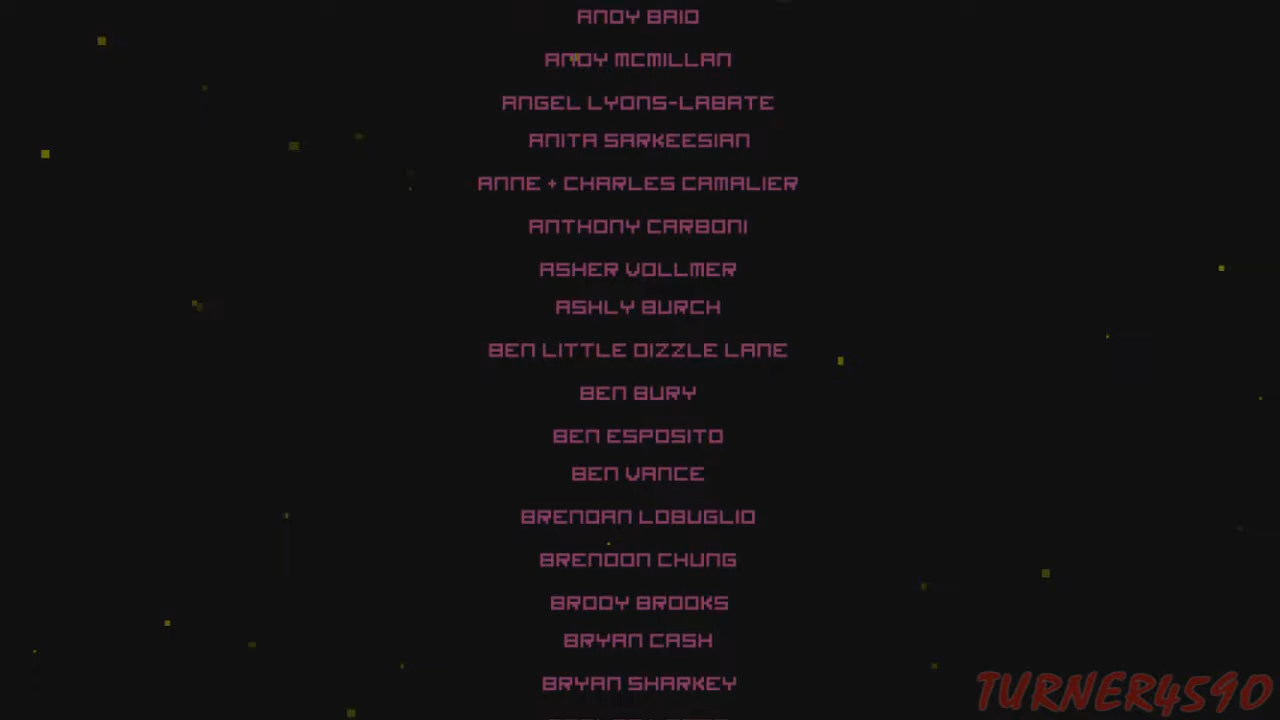 ANDY BAIO
ANDY MCMILLAN
ANGEL LYONS-LABATE
ANITA SARKEESIAN
ANNE + CHARLES CAMALIER
ANTHONY CARBONI
ASHER VOLLMER
ASHLY BURCH
BEN LITTLE DIZZLE LANE
BEN BURY
BEN ESPOSITO
BEN VANCE
BRENDAN LOBUGLIO
BRENDON CHUNG
BRODY BROOKS
BRYAN CASH
BRYAN SHARKEY
TURNER4590